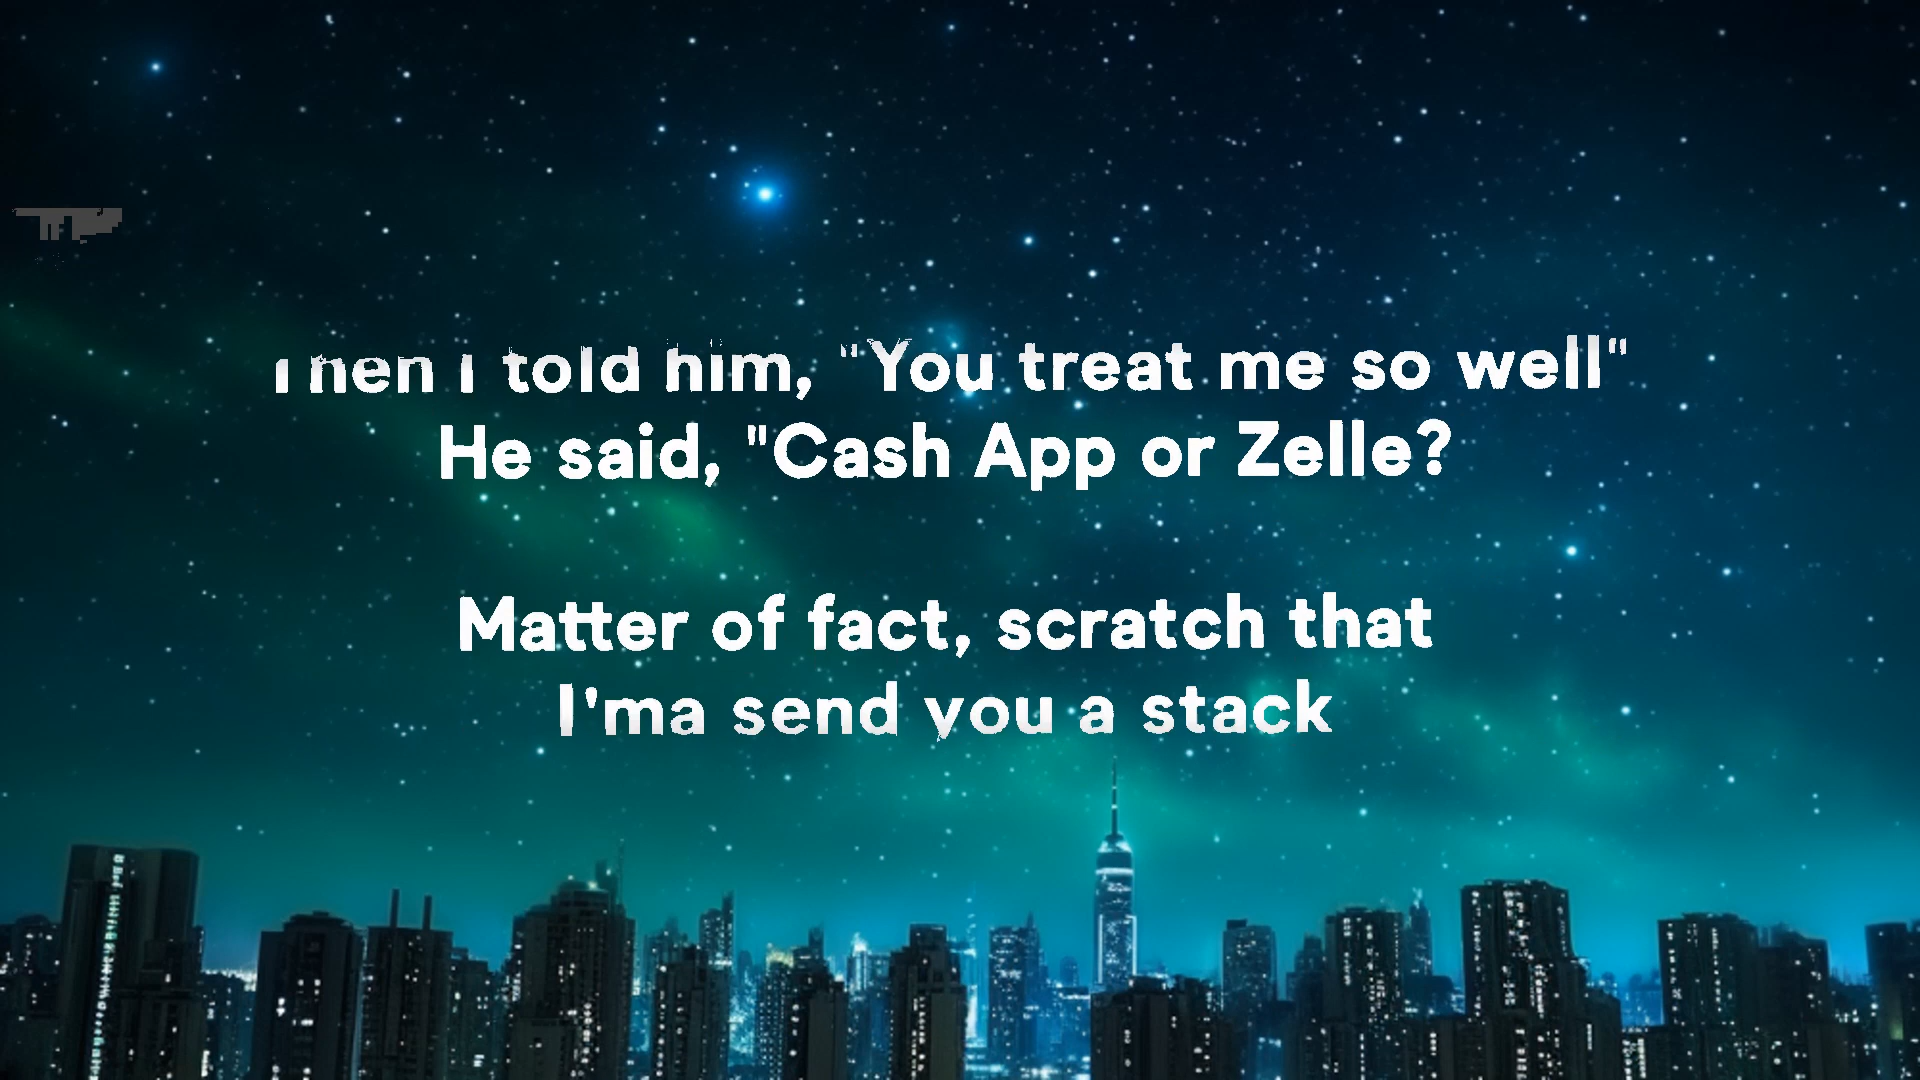 Then I told him, "You treat me so well"
He said, "Cash App or Zelle?
Matter of fact, scratch that
I'ma send you a stack